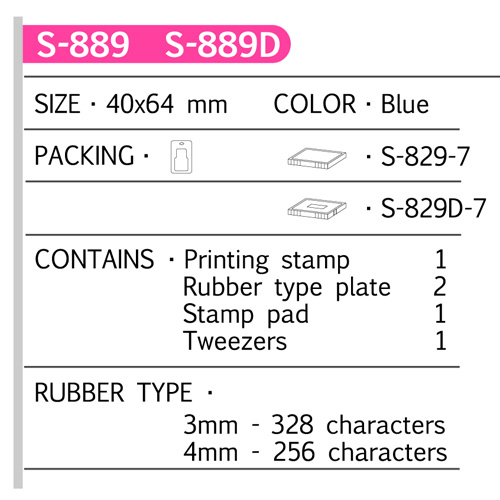 S-889 S-889D
SIZE · 40x64 mm COLOR · Blue
PACKING · · S-829-7
· S-829D-7
CONTAINS · Printing stamp 1
Rubber type plate 2
Stamp pad 1
Tweezers 1
RUBBER TYPE ·
3mm - 328 characters
4mm - 256 characters